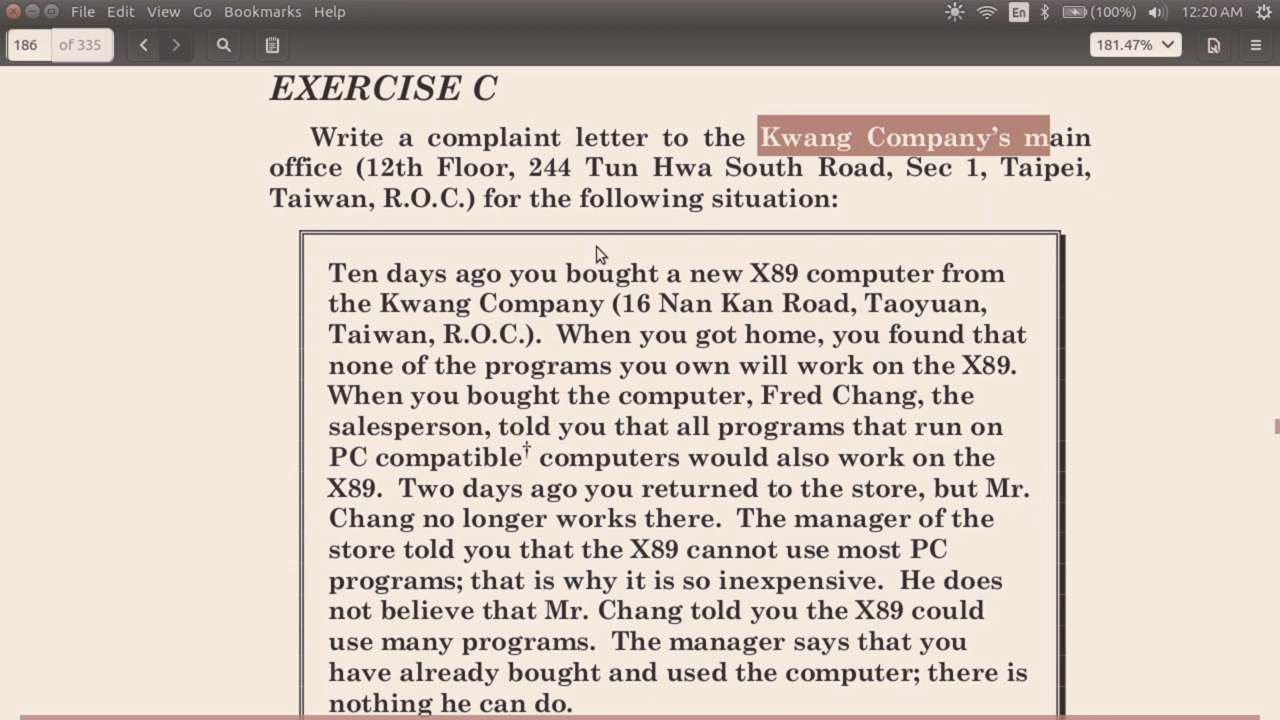 File Edit View Go Bookmarks Help En (100%) 12:20 AM
186 of 335 181.47%
EXERCISE C
Write a complaint letter to the Kwang Company's main
office (12th Floor, 244 Tun Hwa South Road, Sec 1, Taipei,
Taiwan, R.O.C.) for the following situation:
Ten days ago you bought a new X89 computer from
the Kwang Company (16 Nan Kan Road, Taoyuan,
Taiwan, R.O.C.). When you got home, you found that
none of the programs you own will work on the X89.
When you bought the computer, Fred Chang, the
salesperson, told you that all programs that run on
PC compatible† computers would also work on the
X89. Two days ago you returned to the store, but Mr.
Chang no longer works there. The manager of the
store told you that the X89 cannot use most PC
programs; that is why it is so inexpensive. He does
not believe that Mr. Chang told you the X89 could
use many programs. The manager says that you
have already bought and used the computer; there is
nothing he can do.